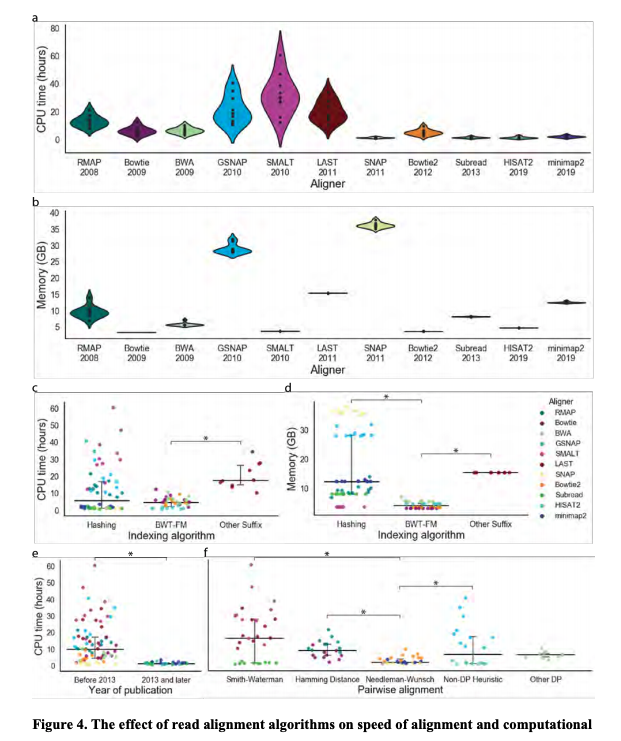 a
80
60
40
20
0
CPU time (hours)
RMAP Bowtie BWA GSNAP SMALT LAST SNAP Bowtie2 Subread HISAT2 minimap2
2008 2009 2009 2010 2010 2011 2011 2012 2013 2019 2019
Aligner
b
40
35
30
25
20
15
10
5
Memory (GB)
RMAP Bowtie BWA GSNAP SMALT LAST SNAP Bowtie2 Subread HISAT2 minimap2
2008 2009 2009 2010 2010 2011 2011 2012 2013 2019 2019
Aligner
c
60
50
40
30
20
10
0
CPU time (hours)
*
Hashing BWT-FM Other Suffix
Indexing algorithm
d
30
20
10
Memory (GB)
*
*
Hashing BWT-FM Other Suffix
Indexing algorithm
Aligner
RMAP
Bowtie
BWA
GSNAP
SMALT
LAST
SNAP
Bowtie2
Subread
HISAT2
minimap2
e
60
50
40
30
20
10
0
CPU time (hours)
*
Before 2013 2013 and later
Year of publication
f
*
*
*
Smith-Waterman Hamming Distance Needleman-Wunsch Non-DP Heuristic Other DP
Pairwise alignment
Figure 4. The effect of read alignment algorithms on speed of alignment and computational